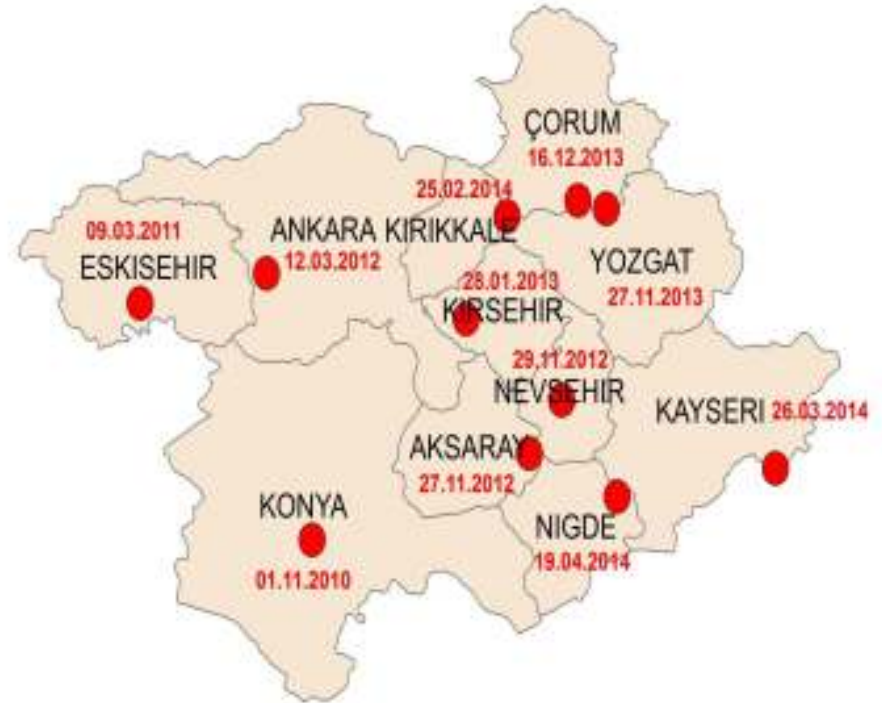 ÇORUM
16.12.2013
25.02.2014
09.03.2011
ANKARA KIRIKKALE
ESKISEHIR
12.03.2012
YOZGAT
28.01.2013
27.11.2013
KIRSEHIR
29,11.2012
NEVSEHIR
KAYSERI 26.03.2014
AKSARAY
27.11.2012
KONYA
NIGDE
19.04.2014
01.11.2010